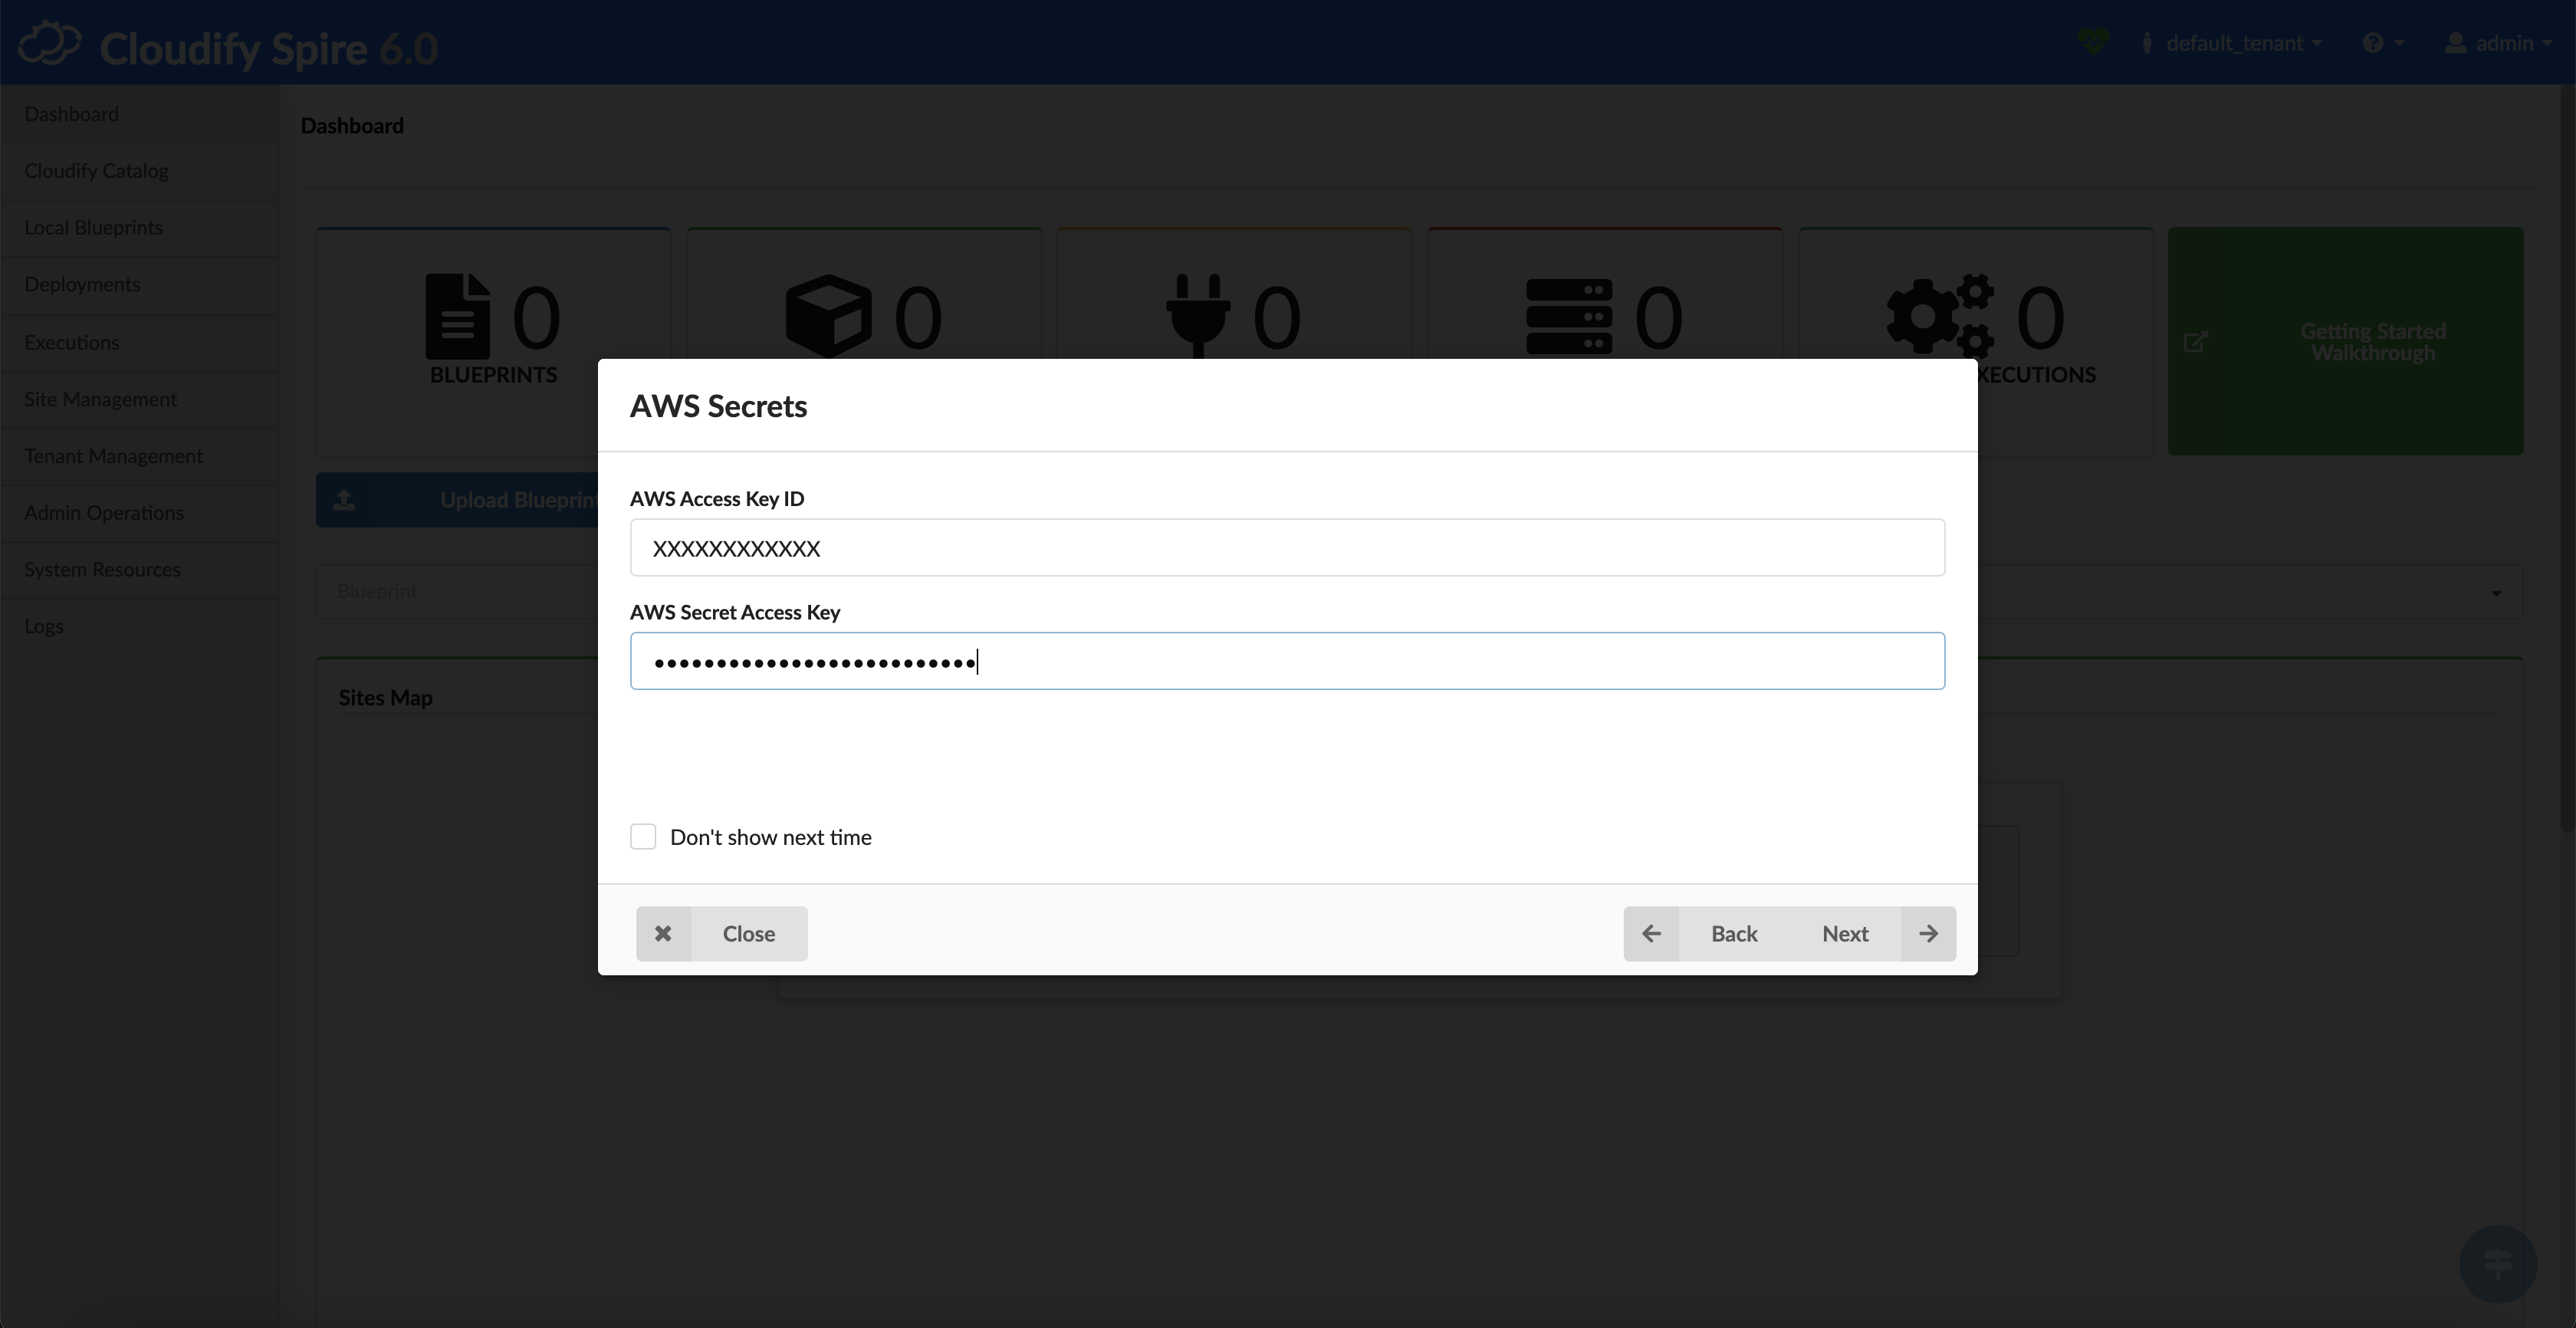 Cloudify Spire 6.0
default_tenant
admin
Dashboard
Cloudify Catalog
Local Blueprints
Deployments
Executions
Site Management
Tenant Management
Admin Operations
System Resources
Logs
Dashboard
0
BLUEPRINTS
0
0
0
0
XECUTIONS
Getting Started
Walkthrough
Upload Blueprint
Blueprint
Sites Map
AWS Secrets
AWS Access Key ID
XXXXXXXXXXXX
AWS Secret Access Key
••••••••••••••••••••••••••
Don't show next time
Close
Back
Next